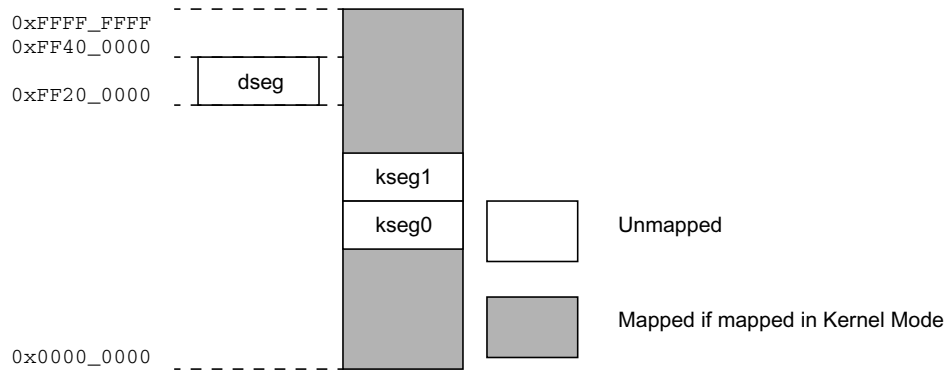 0xFFFF_FFFF
0xFF40_0000
dseg
0xFF20_0000
kseg1
kseg0
Unmapped
Mapped if mapped in Kernel Mode
0x0000_0000